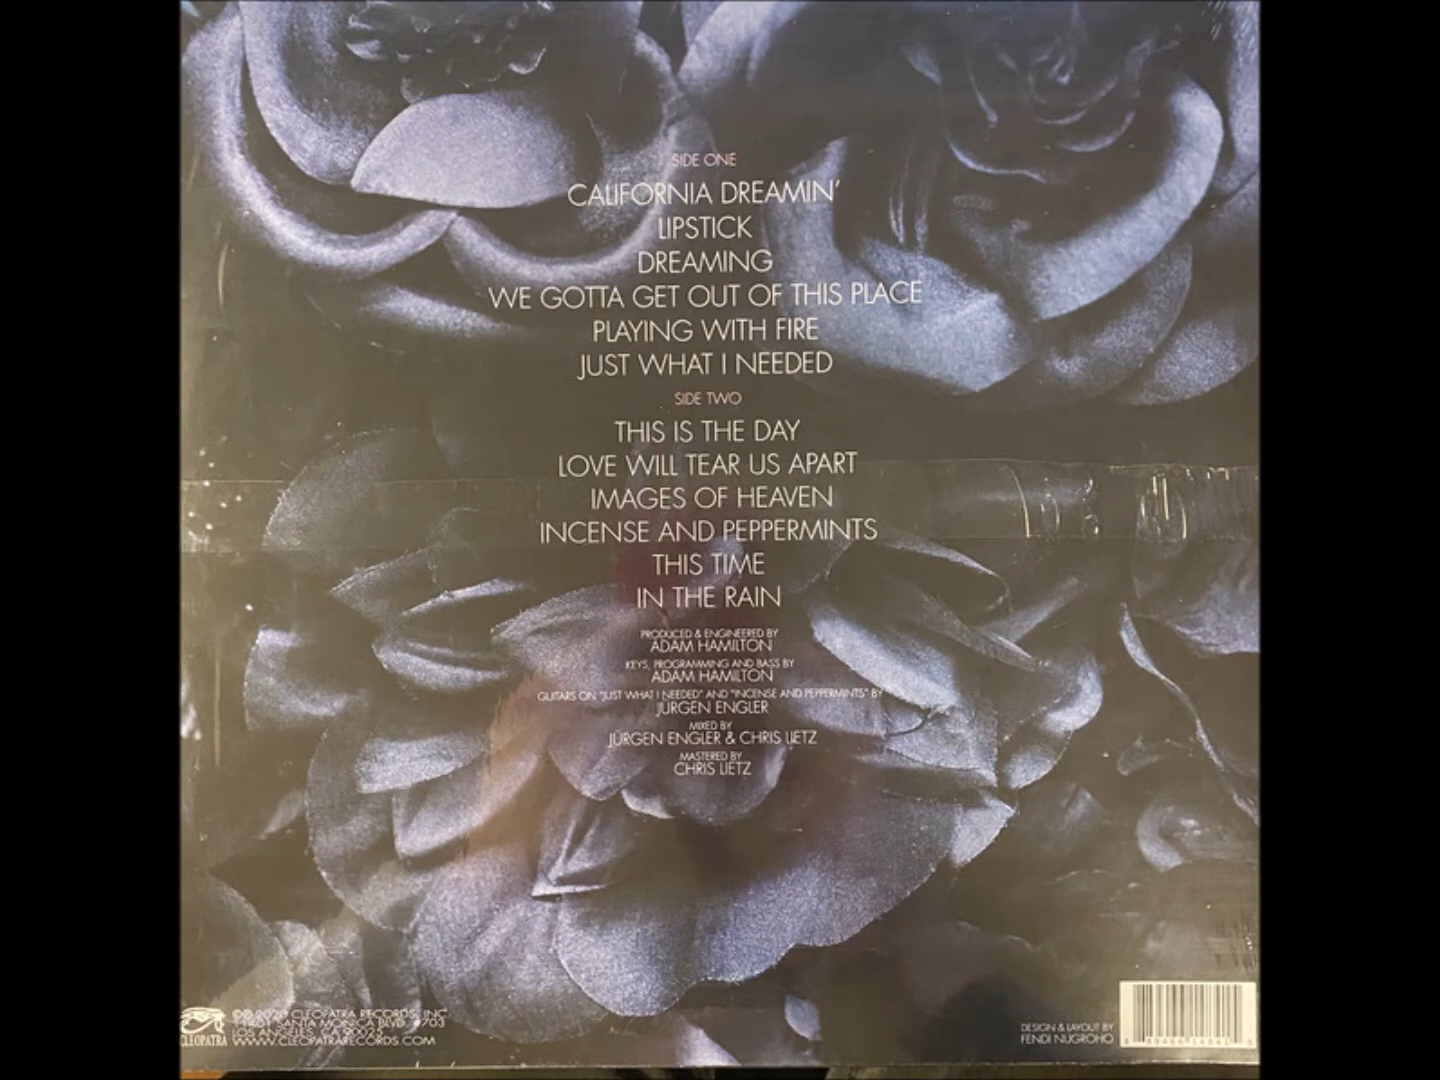 SIDE ONE
CALIFORNIA DREAMIN'
LIPSTICK
DREAMING
WE GOTTA GET OUT OF THIS PLACE
PLAYING WITH FIRE
JUST WHAT I NEEDED
SIDE TWO
THIS IS THE DAY
LOVE WILL TEAR US APART
IMAGES OF HEAVEN
INCENSE AND PEPPERMINTS
THIS TIME
IN THE RAIN
PRODUCED & ENGINEERED BY
ADAM HAMILTON
KEYS, PROGRAMMING AND BASS BY
ADAM HAMILTON
GUITARS ON "JUST WHAT I NEEDED" AND "INCENSE AND PEPPERMINTS" BY
JÜRGEN ENGLER
MIXED BY
JÜRGEN ENGLER & CHRIS LIETZ
MASTERED BY
CHRIS LIETZ
CLEOPATRA
CLEOPATRA RECORDS, INC.
SANTA MONICA BLVD.
LOS ANGELES, CA 90025
WWW.CLEOPATRARECORDS.COM
DESIGN & LAYOUT BY
FENDI NUGROHO